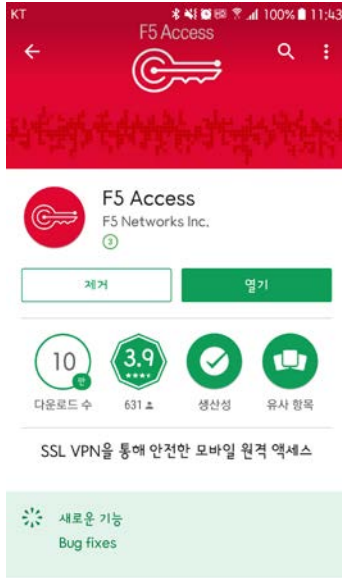 KT 100% 11:43
F5 Access
F5 Access
F5 Networks Inc.
3
제거 열기
10 만 3.9
다운로드 수 631 생산성 유사 항목
SSL VPN을 통해 안전한 모바일 원격 액세스
새로운 기능
Bug fixes